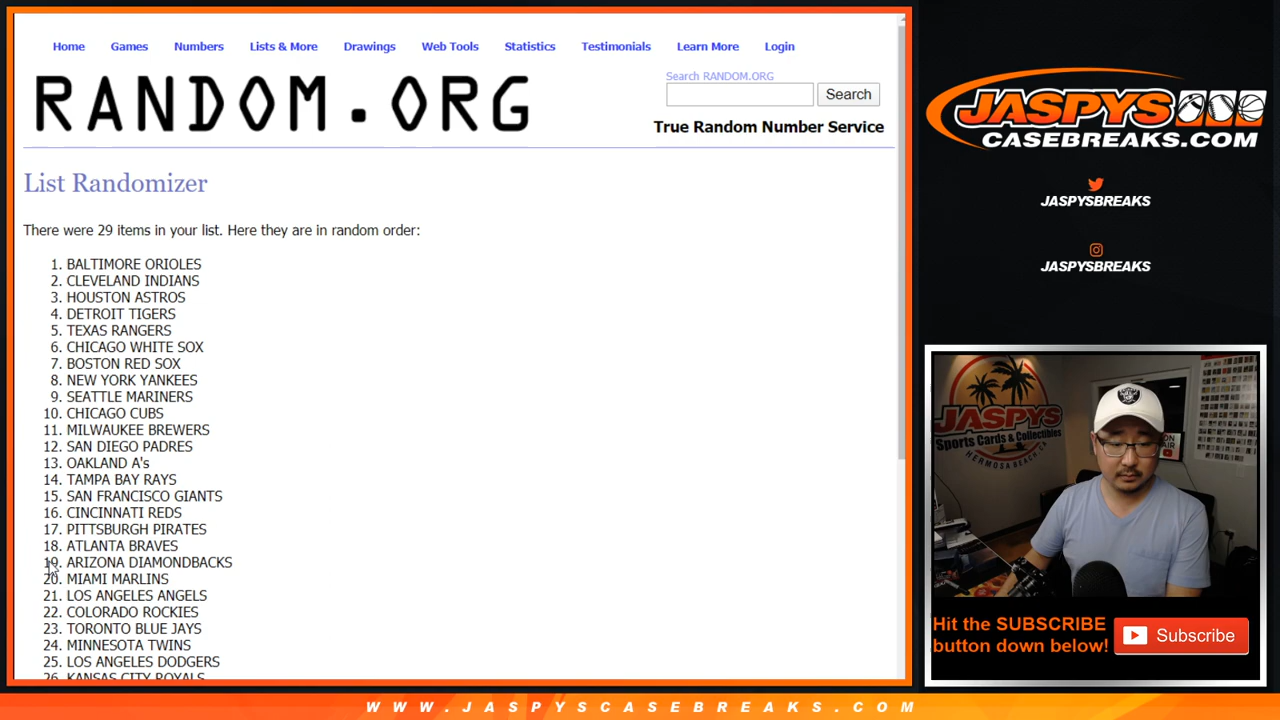 Home Games Numbers Lists & More Drawings Web Tools Statistics Testimonials Learn More Login
RANDOM.ORG
Search RANDOM.ORG
Search
True Random Number Service
List Randomizer
There were 29 items in your list. Here they are in random order:
1. BALTIMORE ORIOLES
2. CLEVELAND INDIANS
3. HOUSTON ASTROS
4. DETROIT TIGERS
5. TEXAS RANGERS
6. CHICAGO WHITE SOX
7. BOSTON RED SOX
8. NEW YORK YANKEES
9. SEATTLE MARINERS
10. CHICAGO CUBS
11. MILWAUKEE BREWERS
12. SAN DIEGO PADRES
13. OAKLAND A's
14. TAMPA BAY RAYS
15. SAN FRANCISCO GIANTS
16. CINCINNATI REDS
17. PITTSBURGH PIRATES
18. ATLANTA BRAVES
19. ARIZONA DIAMONDBACKS
20. MIAMI MARLINS
21. LOS ANGELES ANGELS
22. COLORADO ROCKIES
23. TORONTO BLUE JAYS
24. MINNESOTA TWINS
25. LOS ANGELES DODGERS
26. KANSAS CITY ROYALS
JASPYS
CASEBREAKS.COM
JASPYSBREAKS
JASPYSBREAKS
JASPYS
Sports Cards & Collectibles
HERMOSA BEACH, CA
ON
AIR
Hit the SUBSCRIBE
button down below!
Subscribe
WWW.JASPYSCASEBREAKS.COM